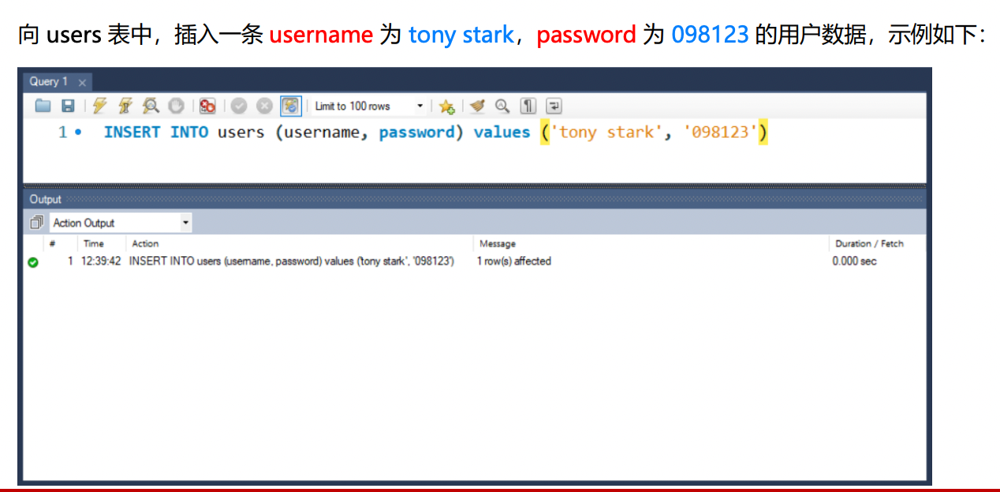 向 users 表中，插入一条 username 为 tony stark，password 为 098123 的用户数据，示例如下：
Query 1 ×
Limit to 100 rows
1 • INSERT INTO users (username, password) values ('tony stark', '098123')
Output
Action Output
# Time Action Message Duration / Fetch
1 12:39:42 INSERT INTO users (username, password) values ('tony stark', '098123') 1 row(s) affected 0.000 sec